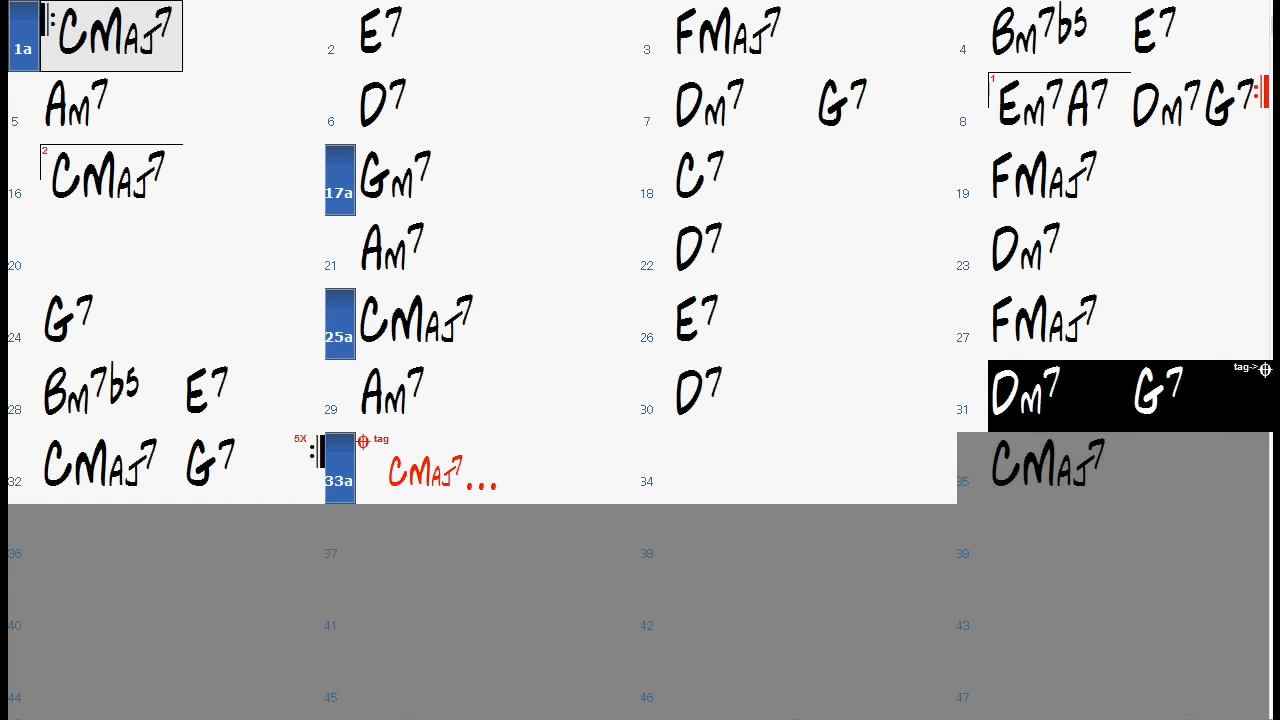 1a CMAJ7 2 E7 3 FMAJ7 4 Bm7b5 E7
5 Am7 6 D7 7 Dm7 G7 8 1 Em7 A7 Dm7 G7
16 2 CMAJ7 17a Gm7 18 C7 19 FMAJ7
20 21 Am7 22 D7 23 Dm7
24 G7 25a CMAJ7 26 E7 27 FMAJ7
28 Bm7b5 E7 29 Am7 30 D7 31 Dm7 G7 tag->
32 CMAJ7 G7 5X 33a tag CMAJ7... 34 35 CMAJ7
36 37 38 39
40 41 42 43
44 45 46 47